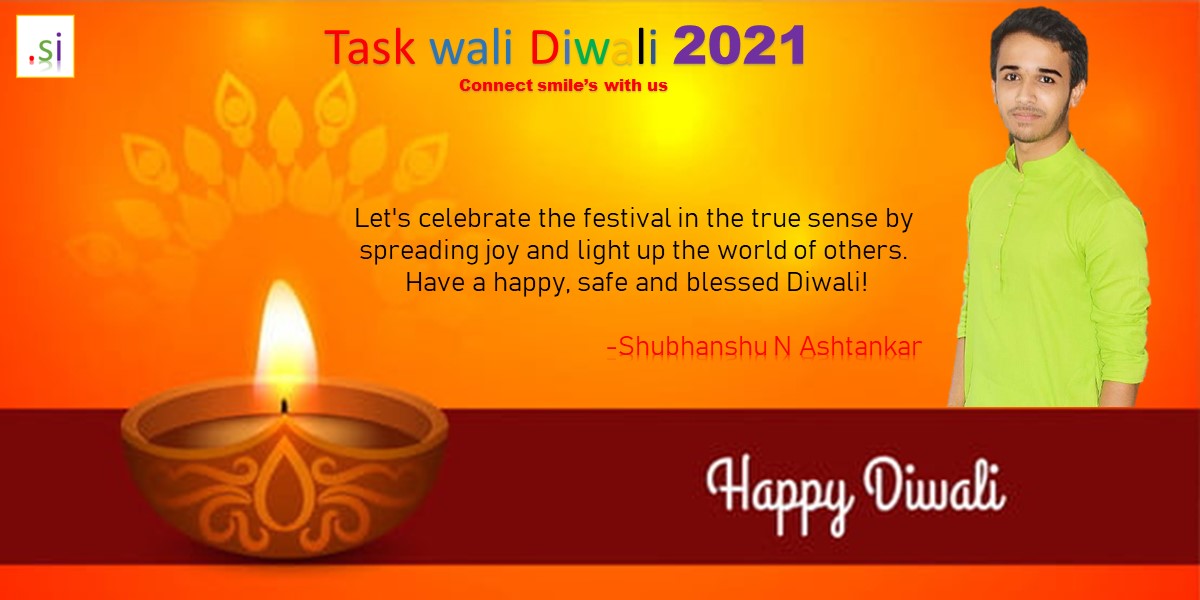 .si
Task wali Diwali 2021
Connect smile's with us
Let's celebrate the festival in the true sense by
spreading joy and light up the world of others.
Have a happy, safe and blessed Diwali!
-Shubhanshu N Ashtankar
Happy Diwali